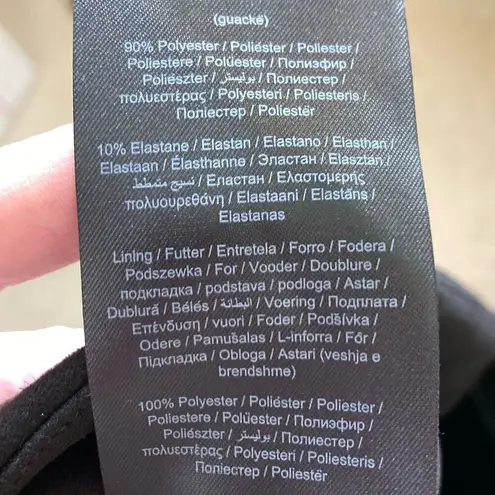 (guackë)
90% Polyester / Poliéster / Poliester /
Poliestere / Polüester / Полиэфир /
Poliészter / بوليستر / Полиестер /
πολυεστέρας / Polyesteri / Poliesteris /
Поліестер / Poliestër
10% Elastane / Elastan / Elastano / Elasthan /
Elastaan / Élasthanne / Эластан / Elasztán /
نسيج متمطط / Еластан / Ελαστομερής
πολυουρεθάνη / Elastaani / Elastāns /
Elastanas
Lining / Futter / Entretela / Forro / Fodera /
Podszewka / For / Vooder / Doublure /
подкладка / podstava / podloga / Astar /
Dublură / Bélés / البطانة / Voering / Подплата /
Επένδυση / vuori / Foder / Podšívka /
Odere / Pamušalas / L-inforra / Fôr /
Підкладка / Obloga / Astari (veshja e
brendshme)
100% Polyester / Poliéster / Poliester /
Poliestere / Polüester / Полиэфир /
Poliészter / بوليستر / Полиестер /
πολυεστέρας / Polyesteri / Poliesteris /
Поліестер / Poliestër